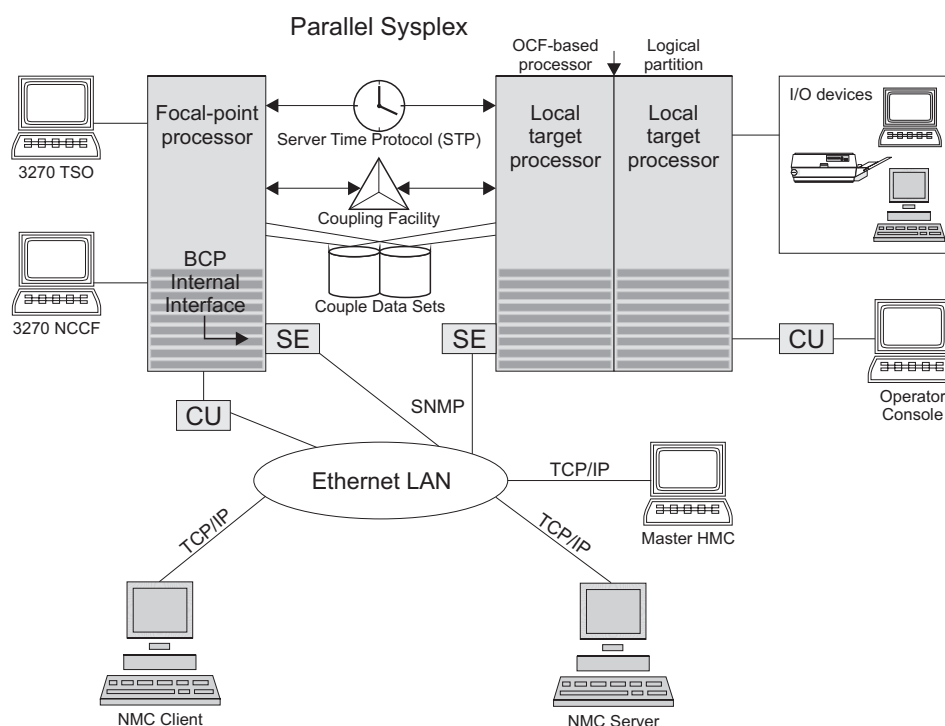 Parallel Sysplex
OCF-based
processor
Logical
partition
3270 TSO
Focal-point
processor
Server Time Protocol (STP)
Local
target
processor
Local
target
processor
I/O devices
Coupling Facility
3270 NCCF
BCP
Internal
Interface
Couple Data Sets
SE
SE
CU
Operator
Console
CU
SNMP
Ethernet LAN
TCP/IP
Master HMC
TCP/IP
TCP/IP
NMC Client
NMC Server